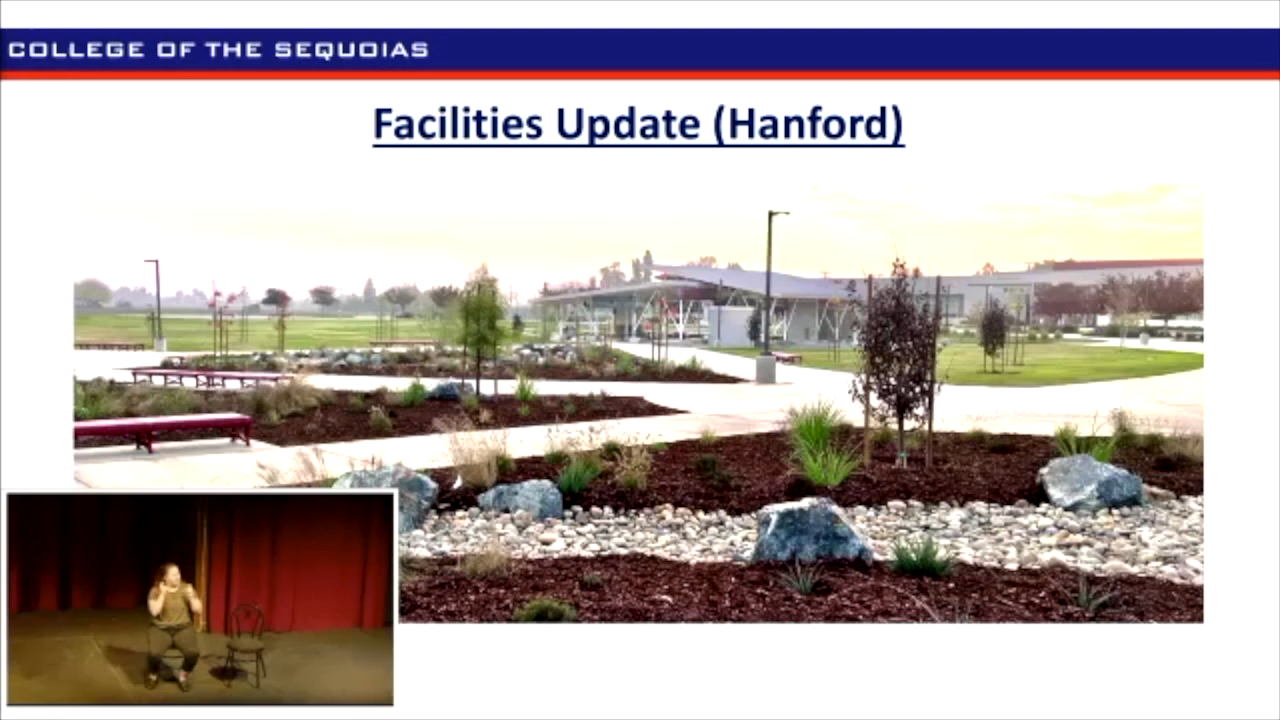 COLLEGE OF THE SEQUOIAS
Facilities Update (Hanford)